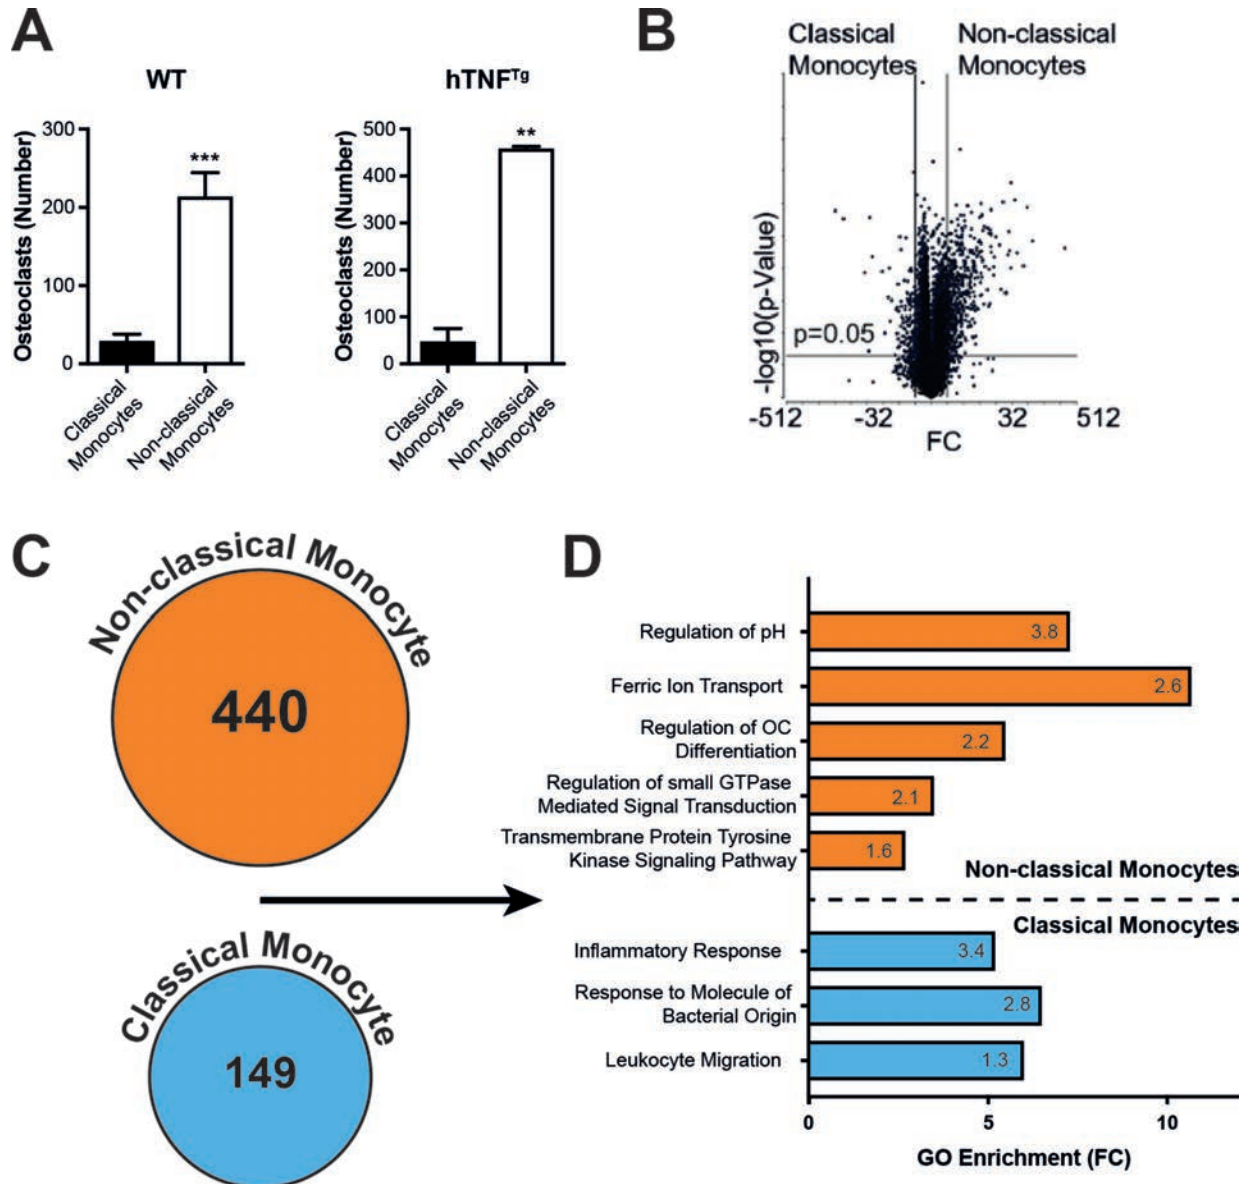 A
WT
Osteoclasts (Number)
300
200
100
0
***
Classical
Monocytes
Non-classical
Monocytes
hTNFTg
Osteoclasts (Number)
500
400
300
200
100
0
**
Classical
Monocytes
Non-classical
Monocytes
B
Classical
Monocytes
Non-classical
Monocytes
-log10(p-Value)
p=0.05
-512
-32
32
512
FC
C
Non-classical Monocyte
440
Classical Monocyte
149
D
Regulation of pH
3.8
Ferric Ion Transport
2.6
Regulation of OC
Differentiation
2.2
Regulation of small GTPase
Mediated Signal Transduction
2.1
Transmembrane Protein Tyrosine
Kinase Signaling Pathway
1.6
Non-classical Monocytes
Classical Monocytes
Inflammatory Response
3.4
Response to Molecule of
Bacterial Origin
2.8
Leukocyte Migration
1.3
0
5
10
GO Enrichment (FC)